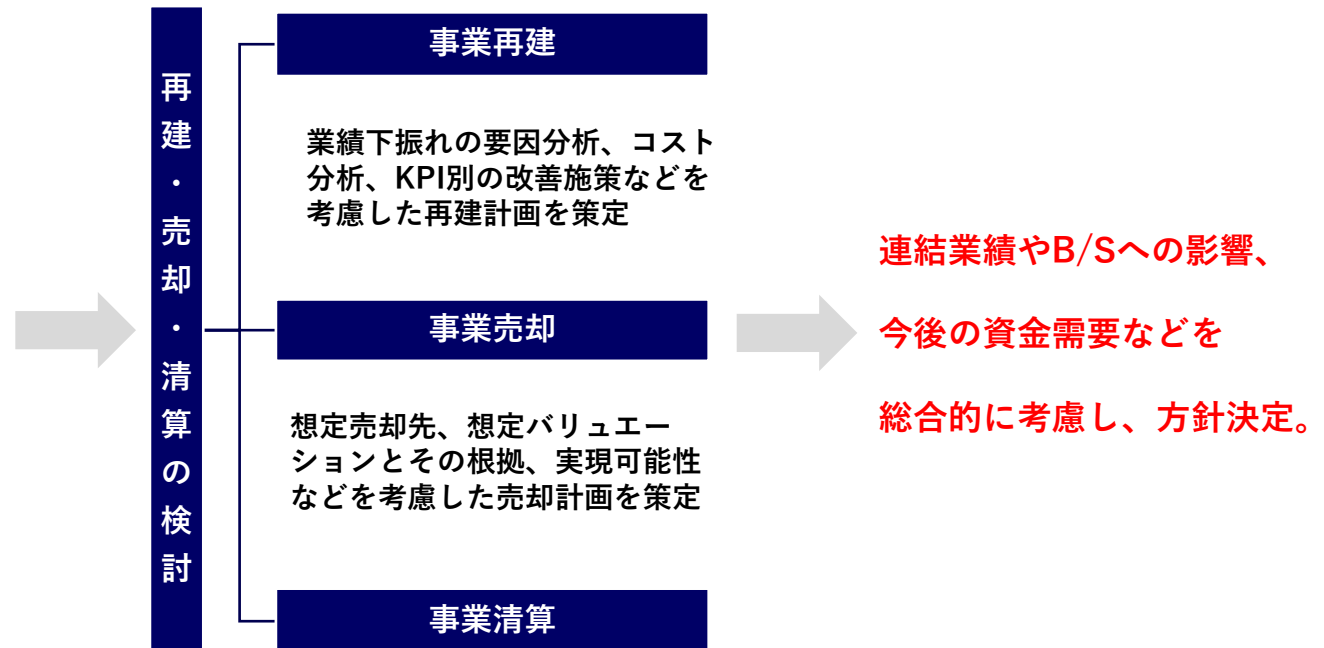 再建・売却・清算の検討
事業再建
業績下振れの要因分析、コスト
分析、KPI別の改善施策などを
考慮した再建計画を策定
事業売却
想定売却先、想定バリュエー
ションとその根拠、実現可能性
などを考慮した売却計画を策定
事業清算
連結業績やB/Sへの影響、
今後の資金需要などを
総合的に考慮し、方針決定。